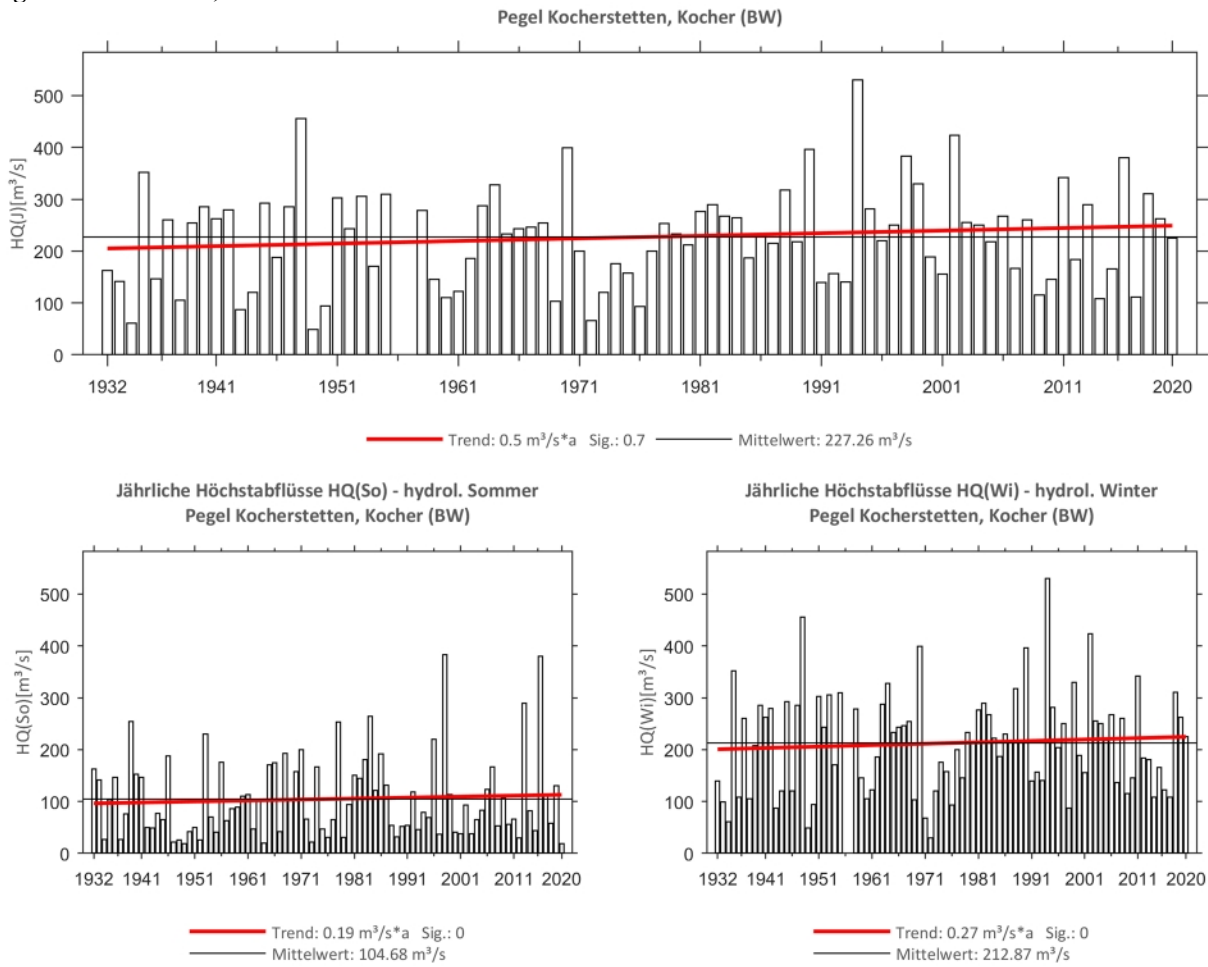 Pegel Kocherstetten, Kocher (BW)
HQ(J)[m³/s]
500
400
300
200
100
0
1932 1941 1951 1961 1971 1981 1991 2001 2011 2020
Trend: 0.5 m³/s*a Sig.: 0.7 Mittelwert: 227.26 m³/s
Jährliche Höchstabflüsse HQ(So) - hydrol. Sommer
Pegel Kocherstetten, Kocher (BW)
HQ(So)[m³/s]
500
400
300
200
100
0
1932 1941 1951 1961 1971 1981 1991 2001 2011 2020
Trend: 0.19 m³/s*a Sig.: 0
Mittelwert: 104.68 m³/s
Jährliche Höchstabflüsse HQ(Wi) - hydrol. Winter
Pegel Kocherstetten, Kocher (BW)
HQ(Wi)[m³/s]
500
400
300
200
100
0
1932 1941 1951 1961 1971 1981 1991 2001 2011 2020
Trend: 0.27 m³/s*a Sig.: 0
Mittelwert: 212.87 m³/s